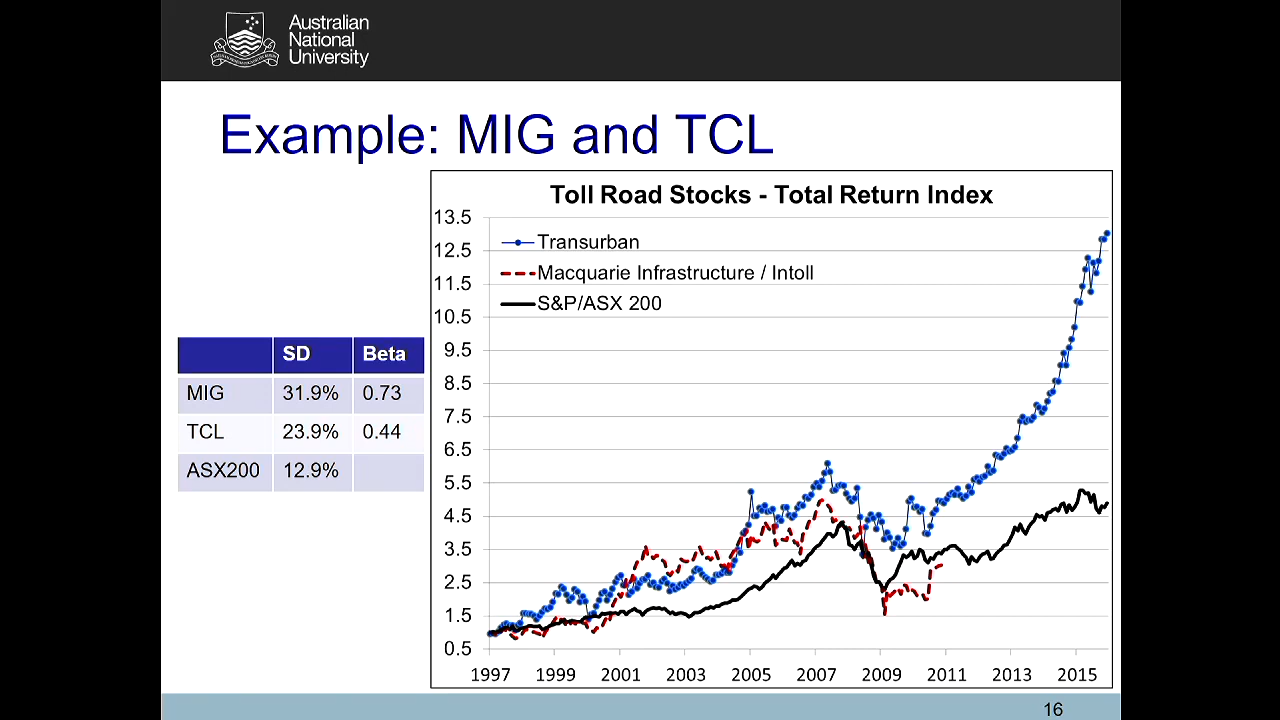 Australian
National
University
Example: MIG and TCL
SD Beta
MIG 31.9% 0.73
TCL 23.9% 0.44
ASX200 12.9%
Toll Road Stocks - Total Return Index
13.5
12.5
11.5
10.5
9.5
8.5
7.5
6.5
5.5
4.5
3.5
2.5
1.5
0.5
Transurban
Macquarie Infrastructure / Intoll
S&P/ASX 200
1997 1999 2001 2003 2005 2007 2009 2011 2013 2015
16